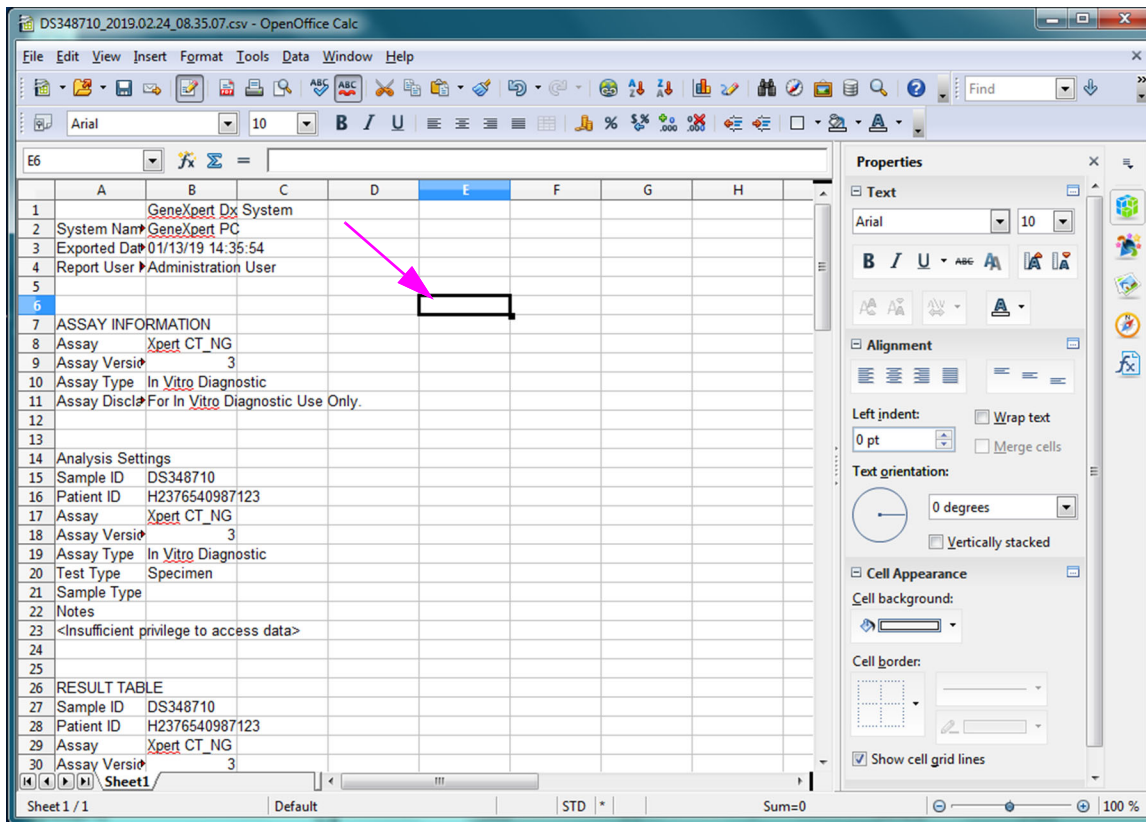 DS348710_2019.02.24_08.35.07.csv - OpenOffice Calc
File Edit View Insert Format Tools Data Window Help
Find
Arial 10
E6
A B C D E F G H
1 GeneXpert Dx System
2 System Nam GeneXpert PC
3 Exported Dat 01/13/19 14:35:54
4 Report User Administration User
5
6
7 ASSAY INFORMATION
8 Assay Xpert CT_NG
9 Assay Versio 3
10 Assay Type In Vitro Diagnostic
11 Assay Discla For In Vitro Diagnostic Use Only.
12
13
14 Analysis Settings
15 Sample ID DS348710
16 Patient ID H2376540987123
17 Assay Xpert CT_NG
18 Assay Versio 3
19 Assay Type In Vitro Diagnostic
20 Test Type Specimen
21 Sample Type
22 Notes
23 <Insufficient privilege to access data>
24
25
26 RESULT TABLE
27 Sample ID DS348710
28 Patient ID H2376540987123
29 Assay Xpert CT_NG
30 Assay Versio 3
Sheet1
Sheet 1 / 1 Default STD * Sum=0 100 %
Properties
Text
Arial 10
Alignment
Left indent:
Wrap text
0 pt
Merge cells
Text orientation:
0 degrees
Vertically stacked
Cell Appearance
Cell background:
Cell border:
Show cell grid lines